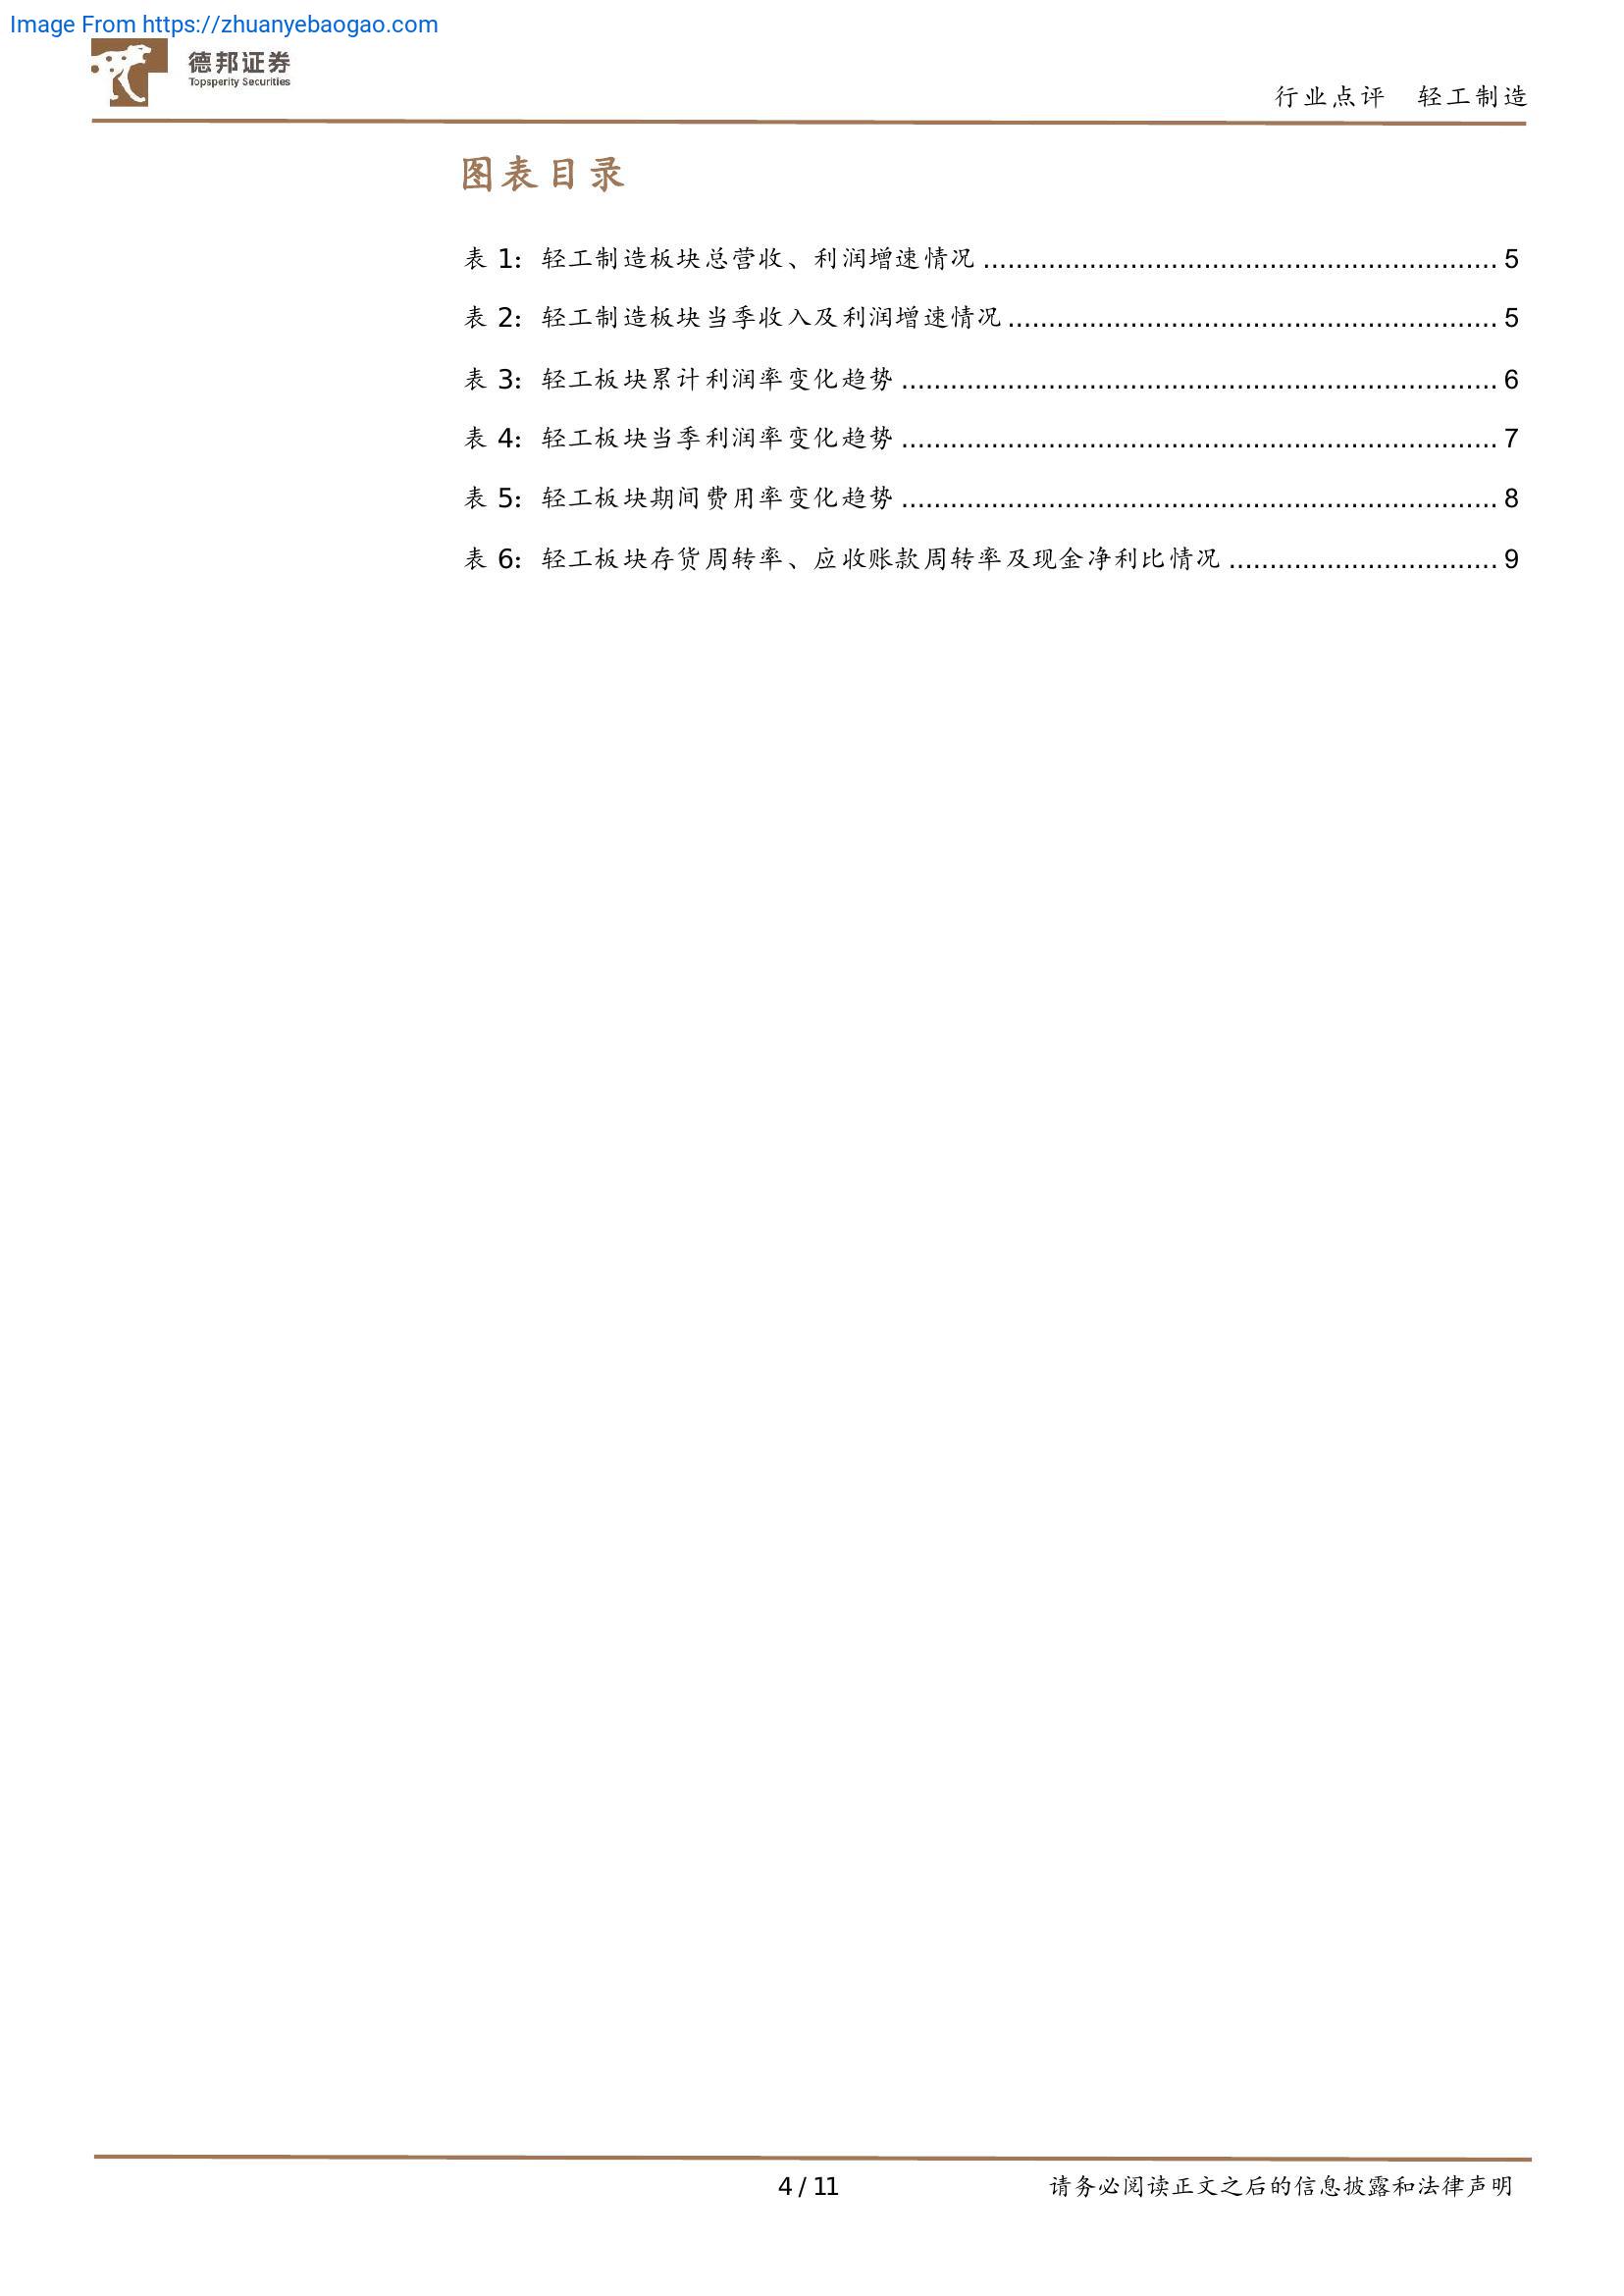 Image From https://zhuanyebaogao.com
德邦证券
Topsperity Securities
行业点评 轻工制造
图表目录
表 1：轻工制造板块总营收、利润增速情况 ............................................................... 5
表 2：轻工制造板块当季收入及利润增速情况 ............................................................ 5
表 3：轻工板块累计利润率变化趋势 ......................................................................... 6
表 4：轻工板块当季利润率变化趋势 ......................................................................... 7
表 5：轻工板块期间费用率变化趋势 ......................................................................... 8
表 6：轻工板块存货周转率、应收账款周转率及现金净利比情况 ................................. 9
4 / 11
请务必阅读正文之后的信息披露和法律声明